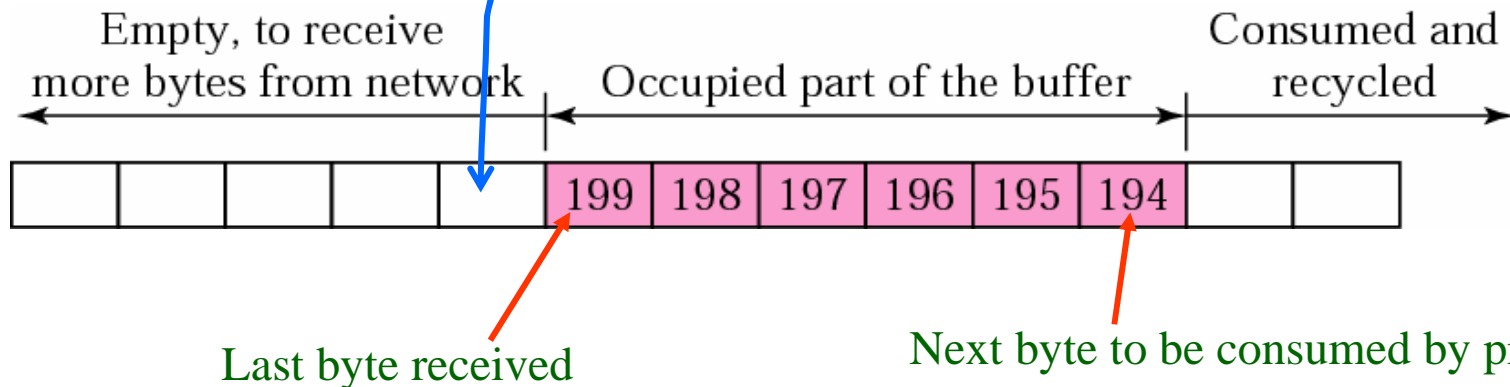 Empty, to receive
more bytes from network
Occupied part of the buffer
Consumed and
recycled
199 198 197 196 195 194
Last byte received
Next byte to be consumed by